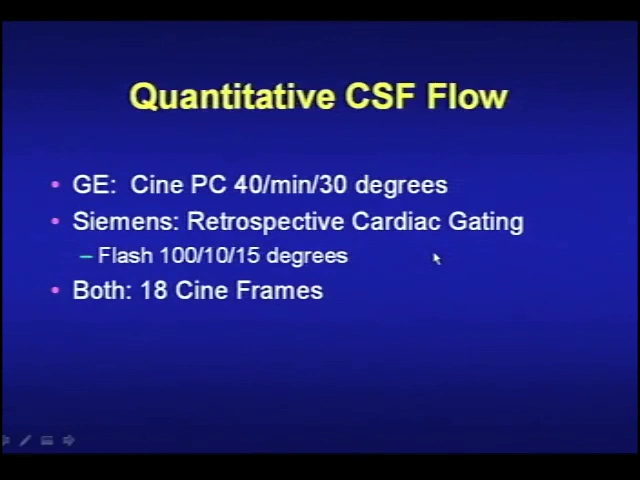 Quantitative CSF Flow
• GE: Cine PC 40/min/30 degrees
• Siemens: Retrospective Cardiac Gating
– Flash 100/10/15 degrees
• Both: 18 Cine Frames